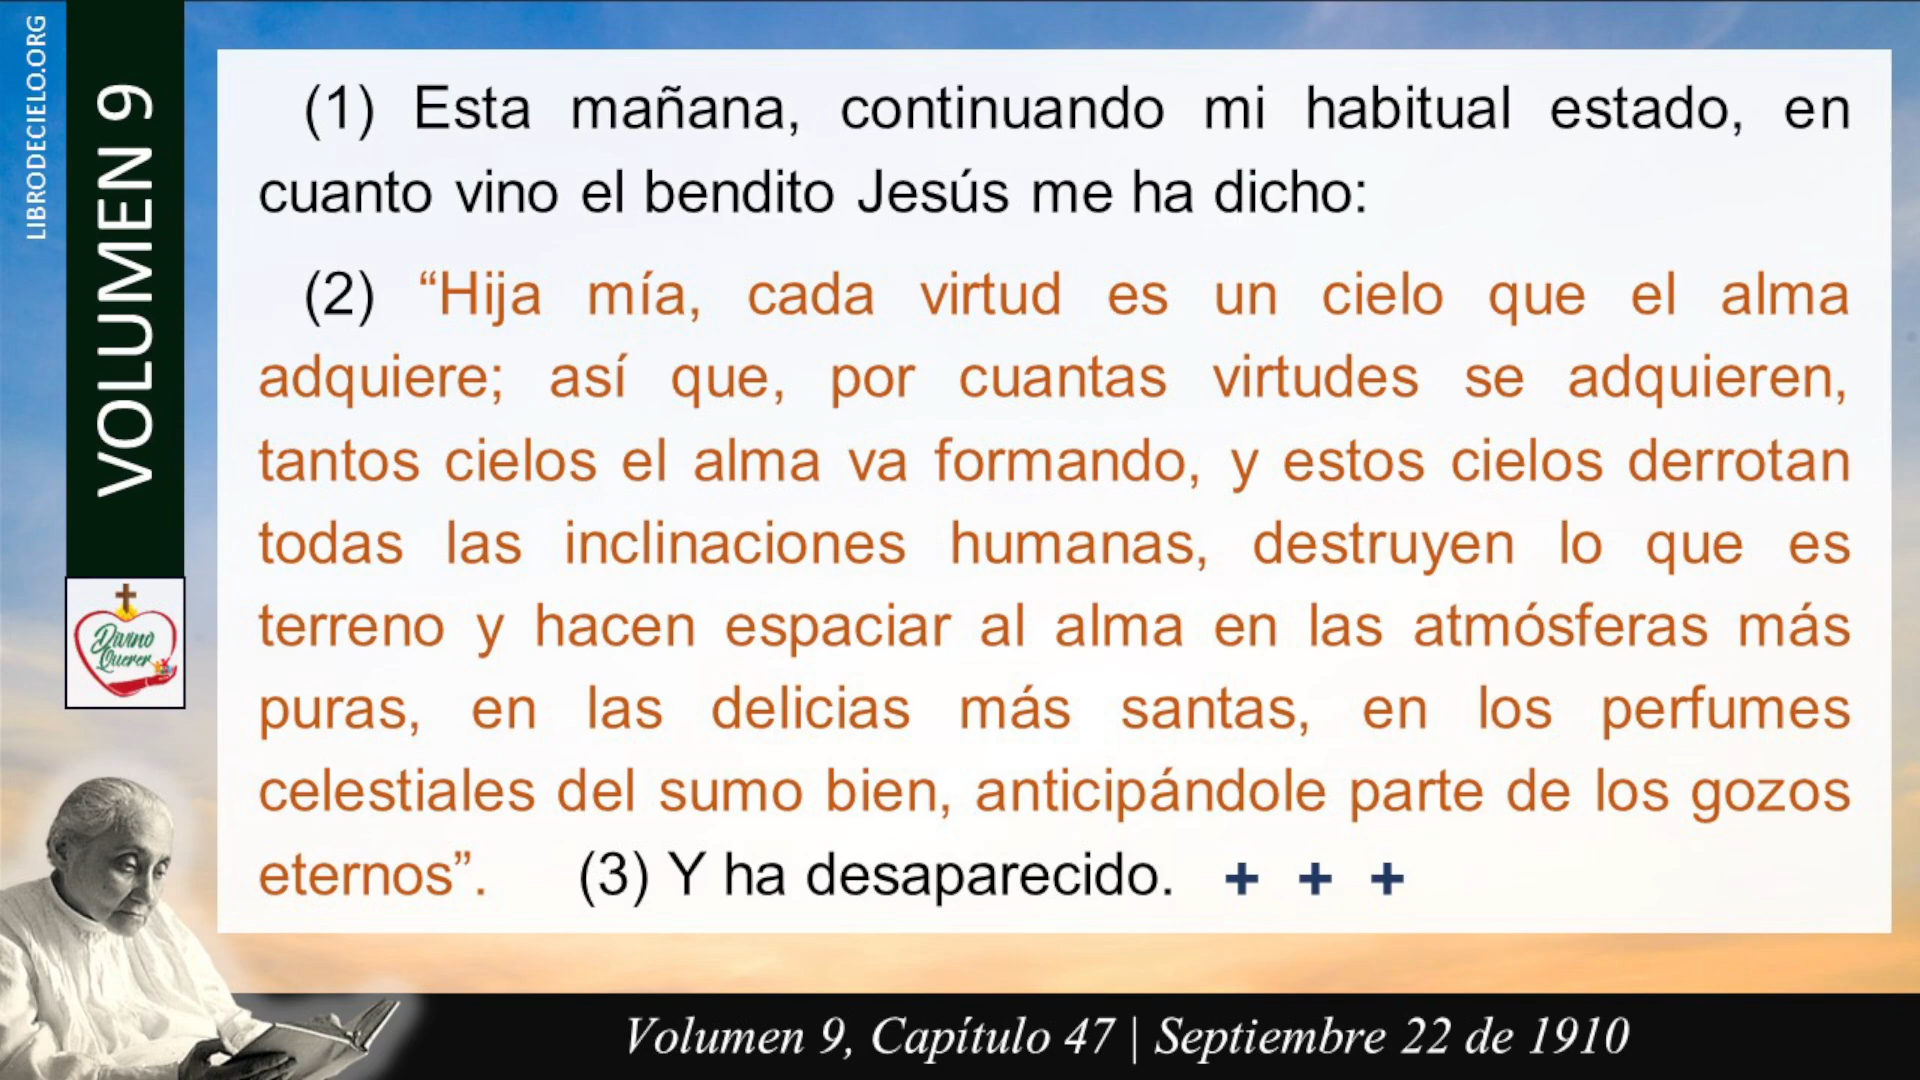 LIBRODECIELO.ORG
VOLUMEN 9
Divino
Querer
(1) Esta mañana, continuando mi habitual estado, en
cuanto vino el bendito Jesús me ha dicho:
(2) “Hija mía, cada virtud es un cielo que el alma
adquiere; así que, por cuantas virtudes se adquieren,
tantos cielos el alma va formando, y estos cielos derrotan
todas las inclinaciones humanas, destruyen lo que es
terreno y hacen espaciar al alma en las atmósferas más
puras, en las delicias más santas, en los perfumes
celestiales del sumo bien, anticipándole parte de los gozos
eternos”. (3) Y ha desaparecido. + + +
Volumen 9, Capítulo 47 | Septiembre 22 de 1910